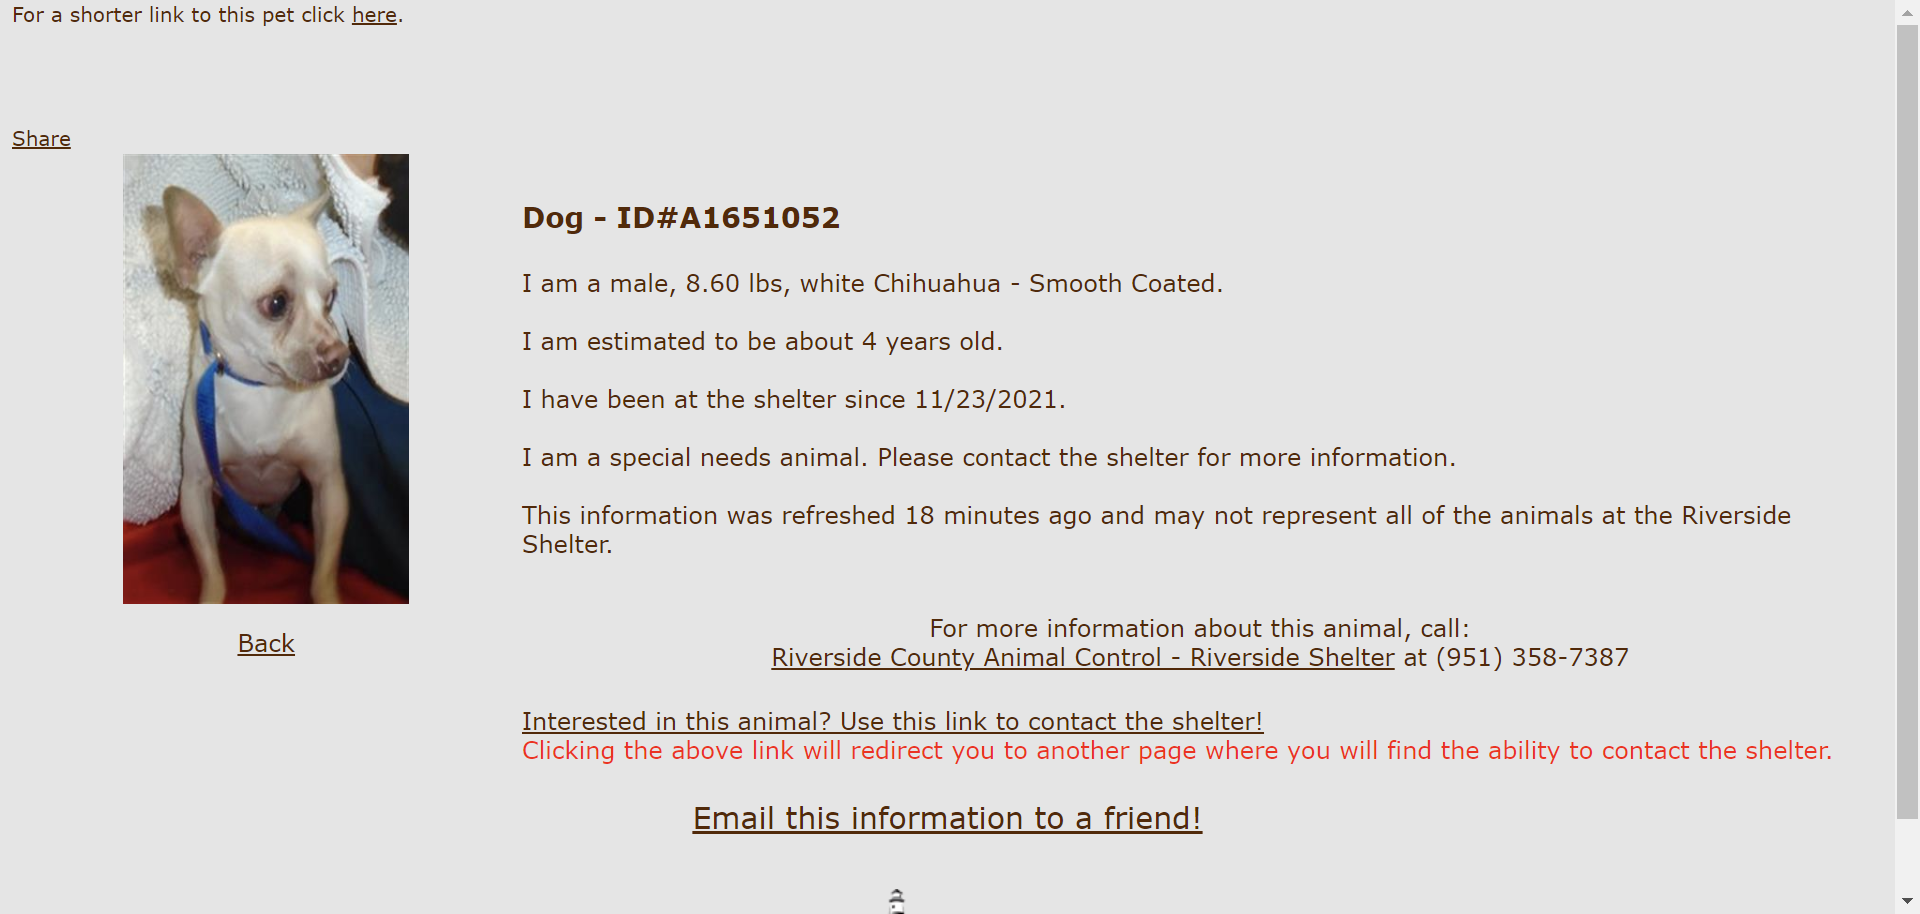 For a shorter link to this pet click here.
Share
Dog - ID#A1651052
I am a male, 8.60 lbs, white Chihuahua - Smooth Coated.
I am estimated to be about 4 years old.
I have been at the shelter since 11/23/2021.
I am a special needs animal. Please contact the shelter for more information.
This information was refreshed 18 minutes ago and may not represent all of the animals at the Riverside
Shelter.
Back
For more information about this animal, call:
Riverside County Animal Control - Riverside Shelter at (951) 358-7387
Interested in this animal? Use this link to contact the shelter!
Clicking the above link will redirect you to another page where you will find the ability to contact the shelter.
Email this information to a friend!